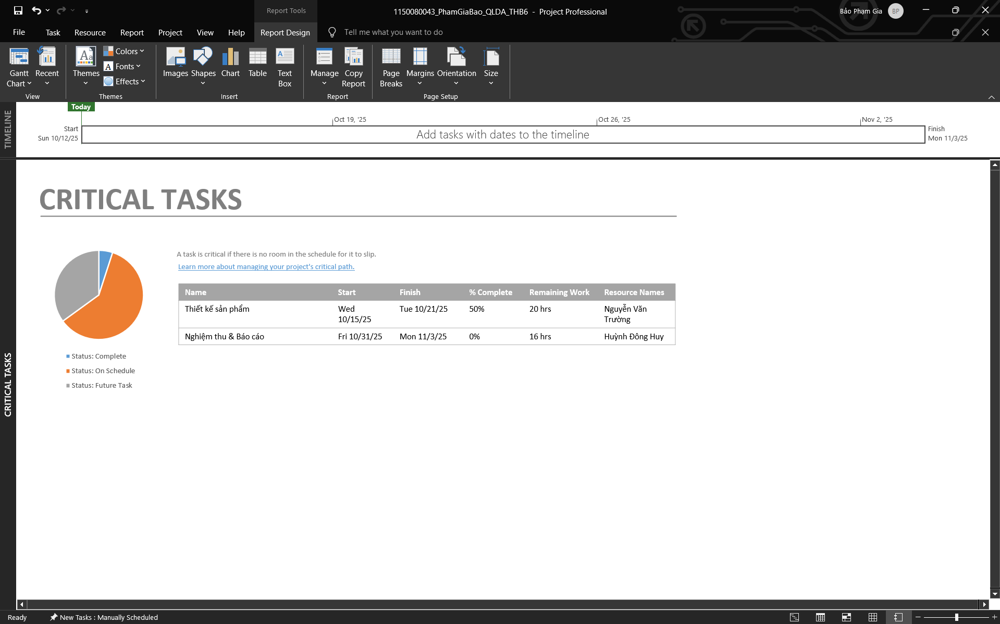 Report Tools
1150080043_PhamGiaBao_QLDA_THB6 - Project Professional
Bảo Phạm Gia BP
File Task Resource Report Project View Help Report Design Tell me what you want to do
Gantt Chart
Recent
View
Themes
Colors
Fonts
Effects
Themes
Images
Shapes
Chart
Table
Text Box
Insert
Manage
Copy Report
Report
Page Breaks
Margins
Orientation
Size
Page Setup
TIMELINE
Today
Oct 19, '25 Oct 26, '25 Nov 2, '25
Start
Sun 10/12/25
Add tasks with dates to the timeline
Finish
Mon 11/3/25
CRITICAL TASKS
CRITICAL TASKS
A task is critical if there is no room in the schedule for it to slip.
Learn more about managing your project's critical path.
Name Start Finish % Complete Remaining Work Resource Names
Thiết kế sản phẩm Wed 10/15/25 Tue 10/21/25 50% 20 hrs Nguyễn Văn Trường
Nghiệm thu & Báo cáo Fri 10/31/25 Mon 11/3/25 0% 16 hrs Huỳnh Đông Huy
Status: Complete
Status: On Schedule
Status: Future Task
Ready New Tasks : Manually Scheduled